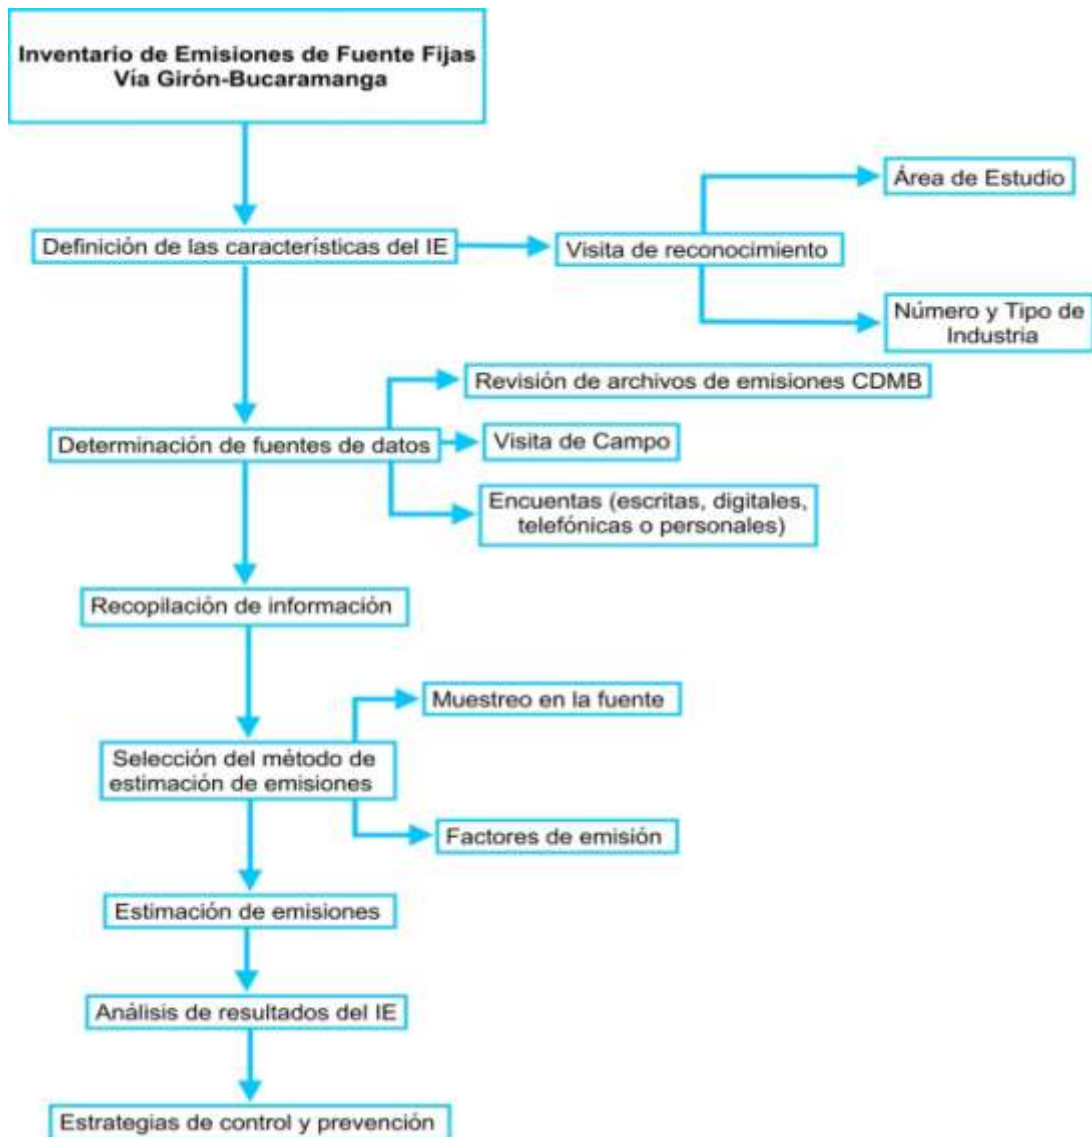 Inventario de Emisiones de Fuente Fijas
Vía Girón-Bucaramanga
Área de Estudio
Definición de las características del IE
Visita de reconocimiento
Número y Tipo de
Industria
Revisión de archivos de emisiones CDMB
Determinación de fuentes de datos
Visita de Campo
Encuentas (escritas, digitales,
telefónicas o personales)
Recopilación de información
Muestreo en la fuente
Selección del método de
estimación de emisiones
Factores de emisión
Estimación de emisiones
Análisis de resultados del IE
Estrategias de control y prevención